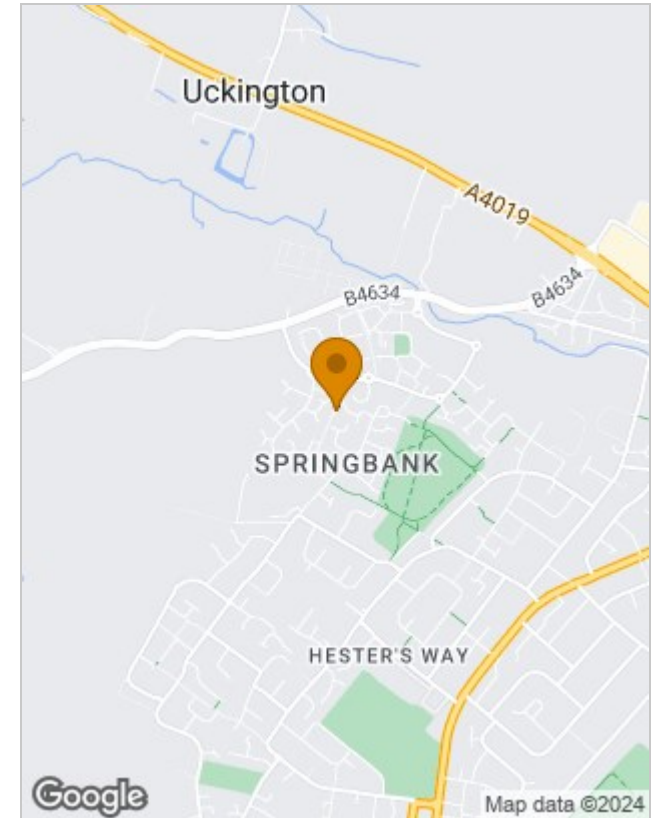 Uckington
A4019
B4634
B4634
SPRINGBANK
HESTER'S WAY
Google
Map data ©2024